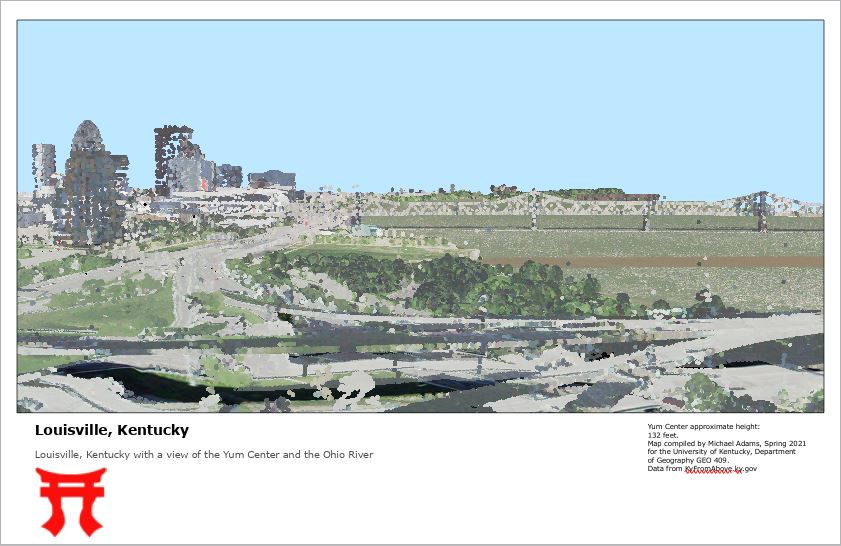 Louisville, Kentucky
Louisville, Kentucky with a view of the Yum Center and the Ohio River
Yum Center approximate height:
132 feet.
Map compiled by Michael Adams, Spring 2021
for the University of Kentucky, Department
of Geography GEO 409.
Data from KyFromAbove.ky.gov